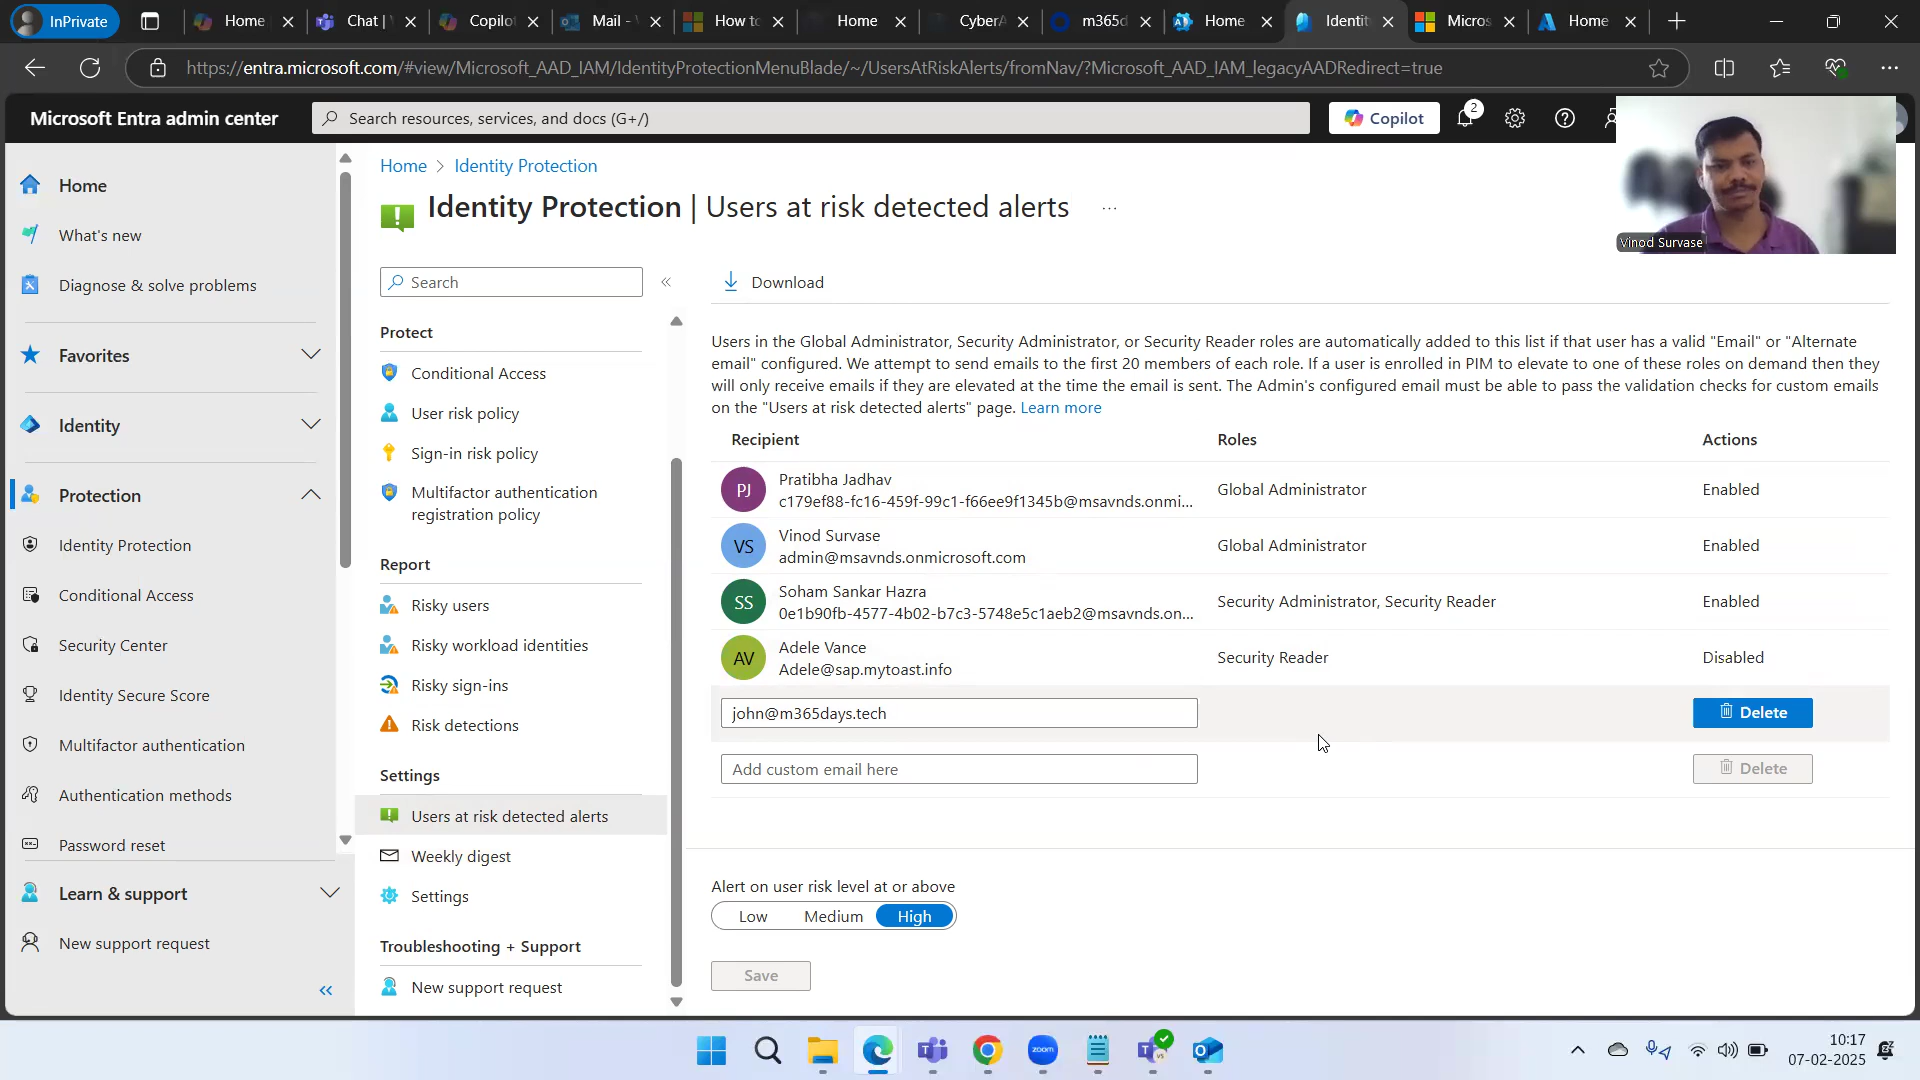 InPrivate
Home
Chat |
Copilot
Mail -
How to
Home
CyberA
m365d
Home
Identi
Micros
Home
https://entra.microsoft.com/#view/Microsoft_AAD_IAM/IdentityProtectionMenuBlade/~/UsersAtRiskAlerts/fromNav/?Microsoft_AAD_IAM_legacyAADRedirect=true
Microsoft Entra admin center
Search resources, services, and docs (G+/)
Copilot
2
Vinod Survase
Home
What's new
Diagnose & solve problems
Favorites
Identity
Protection
Identity Protection
Conditional Access
Security Center
Identity Secure Score
Multifactor authentication
Authentication methods
Password reset
Learn & support
New support request
Home > Identity Protection
Identity Protection | Users at risk detected alerts
Search
Protect
Conditional Access
User risk policy
Sign-in risk policy
Multifactor authentication
registration policy
Report
Risky users
Risky workload identities
Risky sign-ins
Risk detections
Settings
Users at risk detected alerts
Weekly digest
Settings
Troubleshooting + Support
New support request
Download
Users in the Global Administrator, Security Administrator, or Security Reader roles are automatically added to this list if that user has a valid "Email" or "Alternate
email" configured. We attempt to send emails to the first 20 members of each role. If a user is enrolled in PIM to elevate to one of these roles on demand then they
will only receive emails if they are elevated at the time the email is sent. The Admin's configured email must be able to pass the validation checks for custom emails
on the "Users at risk detected alerts" page. Learn more
Recipient Roles Actions
PJ Pratibha Jadhav
c179ef88-fc16-459f-99c1-f66ee9f1345b@msavnds.onmi... Global Administrator Enabled
VS Vinod Survase
admin@msavnds.onmicrosoft.com Global Administrator Enabled
SS Soham Sankar Hazra
0e1b90fb-4577-4b02-b7c3-5748e5c1aeb2@msavnds.on... Security Administrator, Security Reader Enabled
AV Adele Vance
Adele@sap.mytoast.info Security Reader Disabled
john@m365days.tech Delete
Add custom email here Delete
Alert on user risk level at or above
Low Medium High
Save
zoom
10:17
07-02-2025